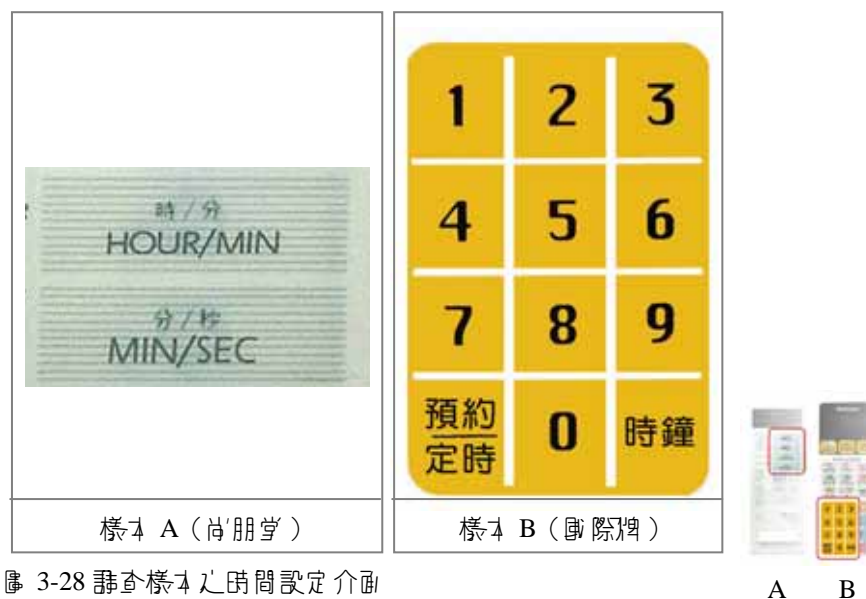 時/分
HOUR/MIN
分/秒
MIN/SEC
1 2 3
4 5 6
7 8 9
預約
定時
0
時鐘
樣本 A(尚朋堂)
樣本 B(國際牌)
圖 3-28 調查樣本之時間設定介面
A B